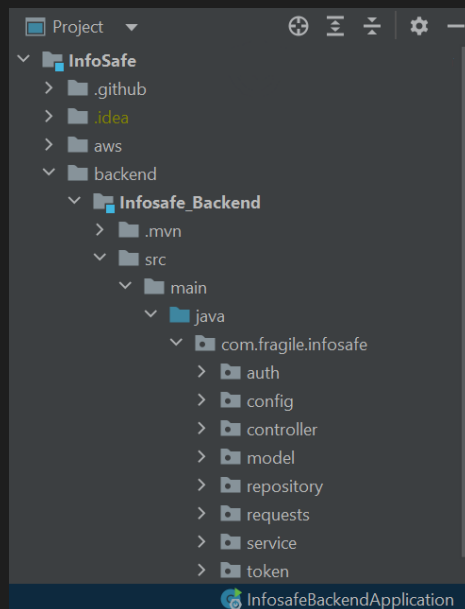 Project
InfoSafe
.github
.idea
aws
backend
Infosafe_Backend
.mvn
src
main
java
com.fragile.infosafe
auth
config
controller
model
repository
requests
service
token
InfosafeBackendApplication